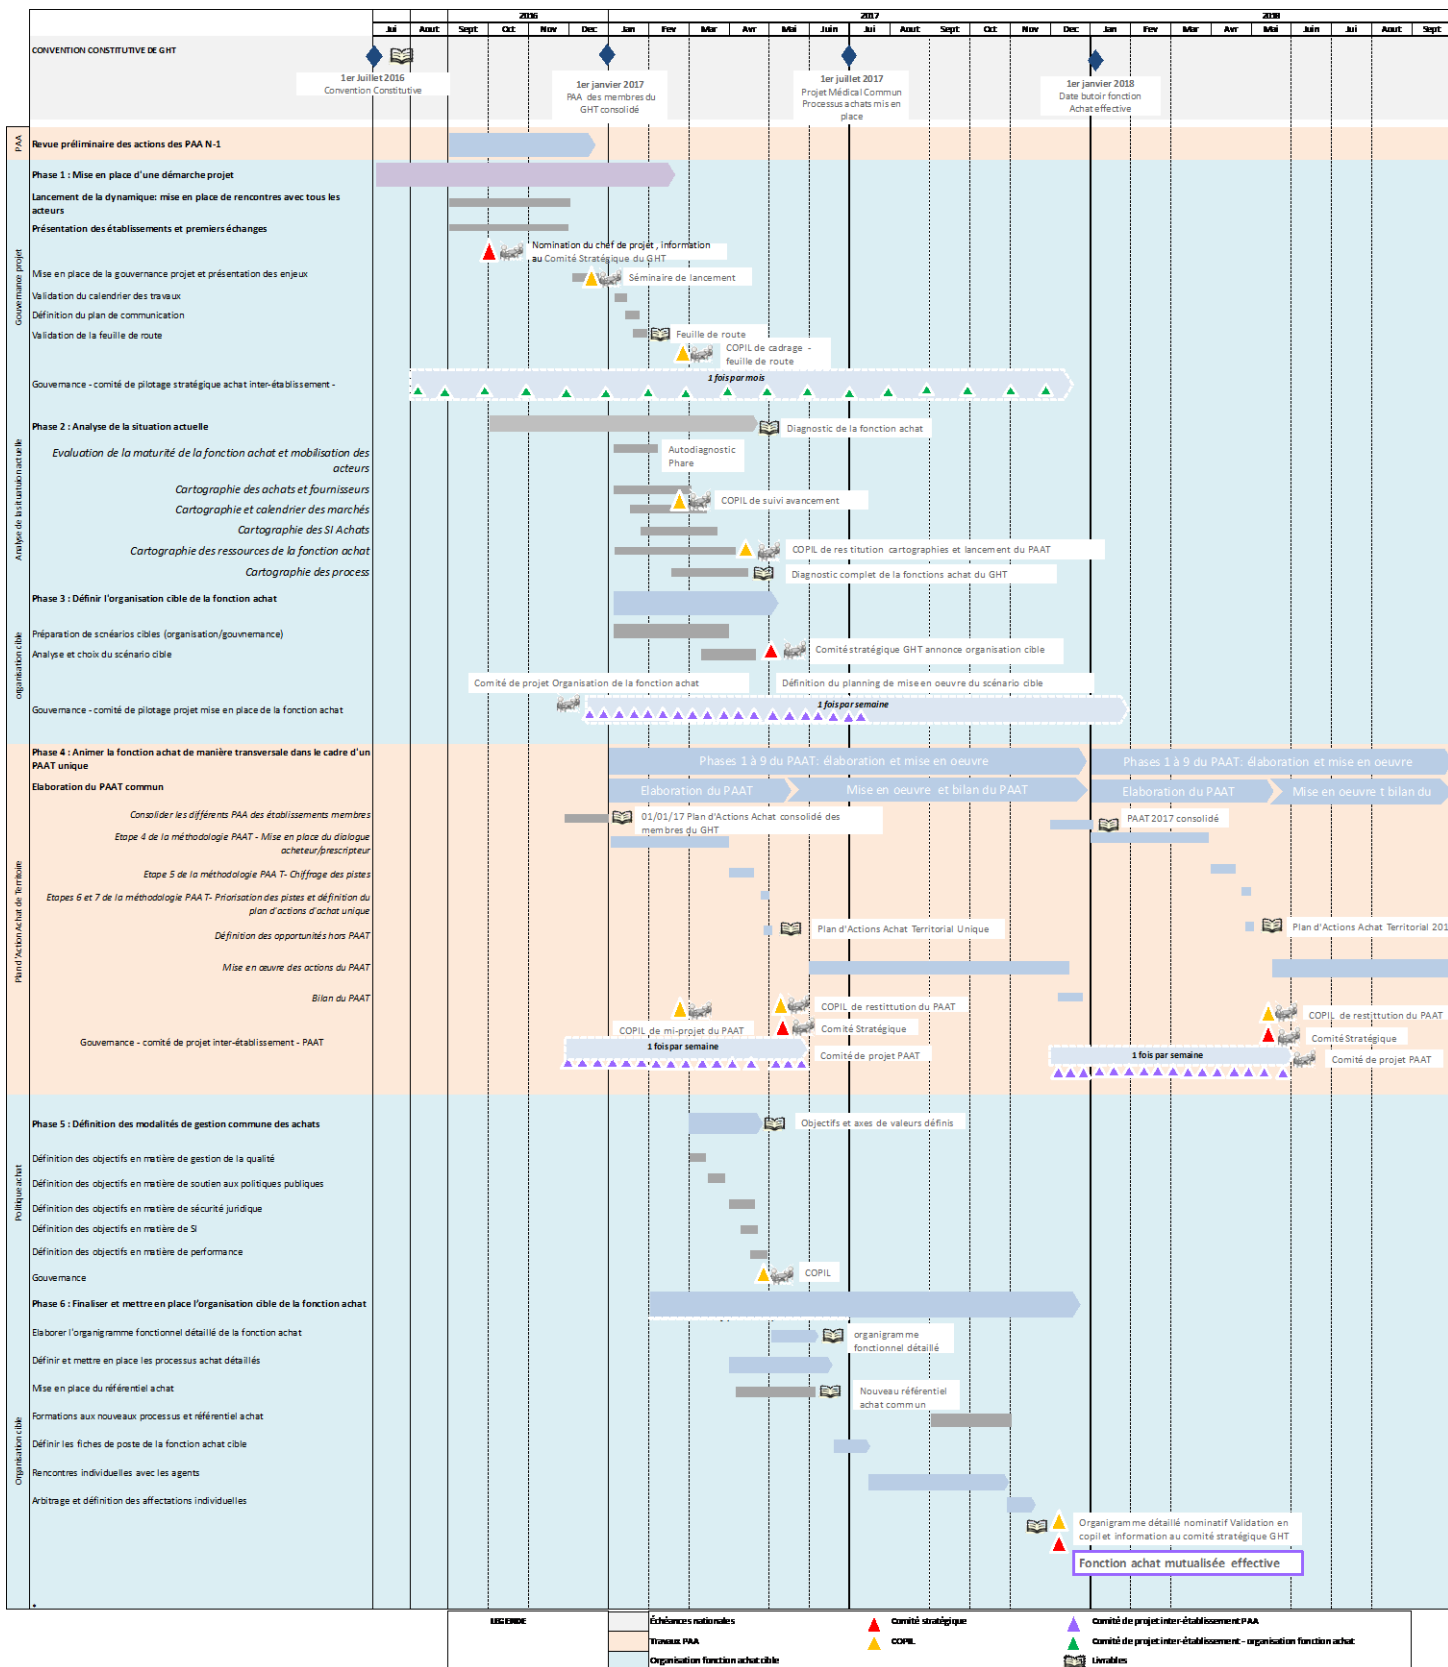 2016 2017 2018
Jui Aout Sept Oct Nov Dec Jan Fev Mar Avr Mai Juin Jui Aout Sept Oct Nov Dec Jan Fev Mar Avr Mai Juin Jui Aout Sept
CONVENTION CONSTITUTIVE DE GHT
1er Juillet 2016
Convention Constitutive
1er janvier 2017
PAA des membres du
GHT consolidé
1er juillet 2017
Projet Médical Commun
Processus achats mis en
place
1er janvier 2018
Date butoir fonction
Achat effective
PAA
Revue préliminaire des actions des PAA N-1
Gouvernance projet
Phase 1 : Mise en place d'une démarche projet
Lancement de la dynamique: mise en place de rencontres avec tous les
acteurs
Présentation des établissements et premiers échanges
Nomination du chef de projet , information
au Comité Stratégique du GHT
Mise en place de la gouvernance projet et présentation des enjeux
Séminaire de lancement
Validation du calendrier des travaux
Définition du plan de communication
Validation de la feuille de route
Feuille de route
COPIL de cadrage -
feuille de route
Gouvernance - comité de pilotage stratégique achat inter-établissement -
1 fois par mois
Analyse de la situatuion actuelle
Phase 2 : Analyse de la situation actuelle
Diagnostic de la fonction achat
Evaluation de la maturité de la fonction achat et mobilisation des
acteurs
Autodiagnostic
Phare
Cartographie des achats et fournisseurs
COPIL de suivi avancement
Cartographie et calendrier des marchés
Cartographie des SI Achats
Cartographie des ressources de la fonction achat
COPIL de res titution cartographies et lancement du PAAT
Cartographie des process
Diagnostic complet de la fonctions achat du GHT
organisation cible
Phase 3 : Définir l'organisation cible de la fonction achat
Préparation de scnéarios cibles (organisation/gouvnernance)
Analyse et choix du scénario cible
Comité stratégique GHT annonce organisation cible
Comité de projet Organisation de la fonction achat
Définition du planning de mise en oeuvre du scénario cible
Gouvernance - comité de pilotage projet mise en place de la fonction achat
1 fois par semaine
Plan d'Action Achat de Territoire
Phase 4 : Animer la fonction achat de manière transversale dans le cadre d'un
PAAT unique
Phases 1 à 9 du PAAT: élaboration et mise en oeuvre
Phases 1 à 9 du PAAT: élaboration et mise en oeuvre
Elaboration du PAAT commun
Elaboration du PAAT
Mise en oeuvre et bilan du PAAT
Elaboration du PAAT
Mise en oeuvre t bilan du
Consolider les différents PAA des établissements membres
01/01/17 Plan d'Actions Achat consolidé des
membres du GHT
PAAT 2017 consolidé
Etape 4 de la méthodologie PAAT - Mise en place du dialogue
acheteur/prescripteur
Etape 5 de la méthodologie PAA T- Chiffrage des pistes
Etapes 6 et 7 de la méthodologie PAA T- Priorisation des pistes et définition du
plan d'actions d'achat unique
Définition des opportunités hors PAAT
Plan d'Actions Achat Territorial Unique
Plan d'Actions Achat Territorial 201
Mise en œuvre des actions du PAAT
Bilan du PAAT
COPIL de restittution du PAAT
COPIL de restittution du PAAT
COPIL de mi-projet du PAAT
Comité Stratégique
Comité Stratégique
Gouvernance - comité de projet inter-établissement - PAAT
1 fois par semaine
Comité de projet PAAT
1 fois par semaine
Comité de projet PAAT
Politique achat
Phase 5 : Définition des modalités de gestion commune des achats
Objectifs et axes de valeurs définis
Définition des objectifs en matière de gestion de la qualité
Définition des objectifs en matière de soutien aux politiques publiques
Définition des objectifs en matière de sécurité juridique
Définition des objectifs en matière de SI
Définition des objectifs en matière de performance
Gouvernance
COPIL
Organisation cible
Phase 6 : Finaliser et mettre en place l'organisation cible de la fonction achat
Elaborer l'organigramme fonctionnel détaillé de la fonction achat
organigramme
fonctionnel détaillé
Définir et mettre en place les processus achat détaillés
Mise en place du référentiel achat
Nouveau référentiel
achat commun
Formations aux nouveaux processus et référentiel achat
Définir les fiches de poste de la fonction achat cible
Rencontres individuelles avec les agents
Arbitrage et définition des affectations individuelles
Organigramme détaillé nominatif Validation en
copil et information au comité stratégique GHT
Fonction achat mutualisée effective
LEGENDE
Échéances nationales
Comité stratégique
Comité de projet inter-établissement PAA
Travaux PAA
COPIL
Comité de projet inter-établissement - organisation fonction achat
Organisation fonction achat cible
Livrables